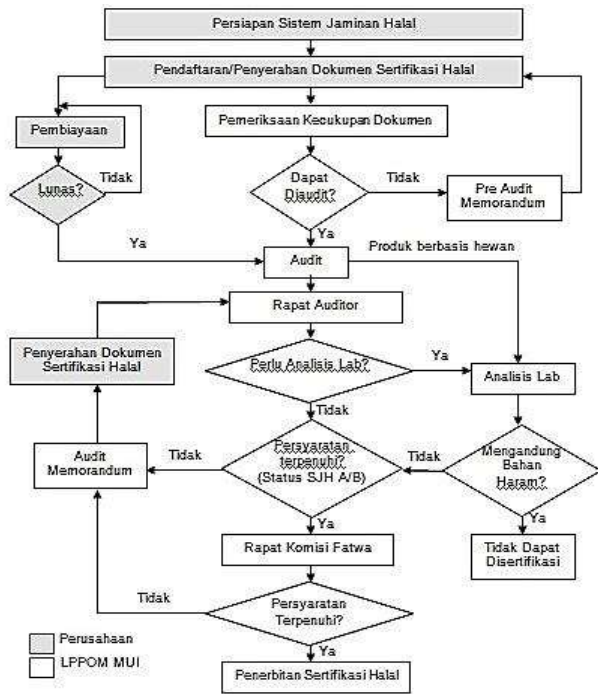 Persiapan Sistem Jaminan Halal
Pendaftaran/Penyerahan Dokumen Sertifikasi Halal
Pembiayaan
Pemeriksaan Kecukupan Dokumen
Lunas?
Tidak
Dapat
Diaudit?
Tidak
Pre Audit
Memorandum
Ya
Ya
Audit
Produk berbasis hewan
Rapat Auditor
Penyerahan Dokumen
Sertifikasi Halal
Perlu Analisis Lab?
Ya
Analisis Lab
Tidak
Audit
Memorandum
Tidak
Persyaratan
terpenuhi?
(Status SJH A/B)
Tidak
Mengandung
Bahan
Haram?
Ya
Ya
Rapat Komisi Fatwa
Tidak Dapat
Disertifikasi
Tidak
Persyaratan
Terpenuhi?
Perusahaan
LPPOM MUI
Ya
Penerbitan Sertifikasi Halal